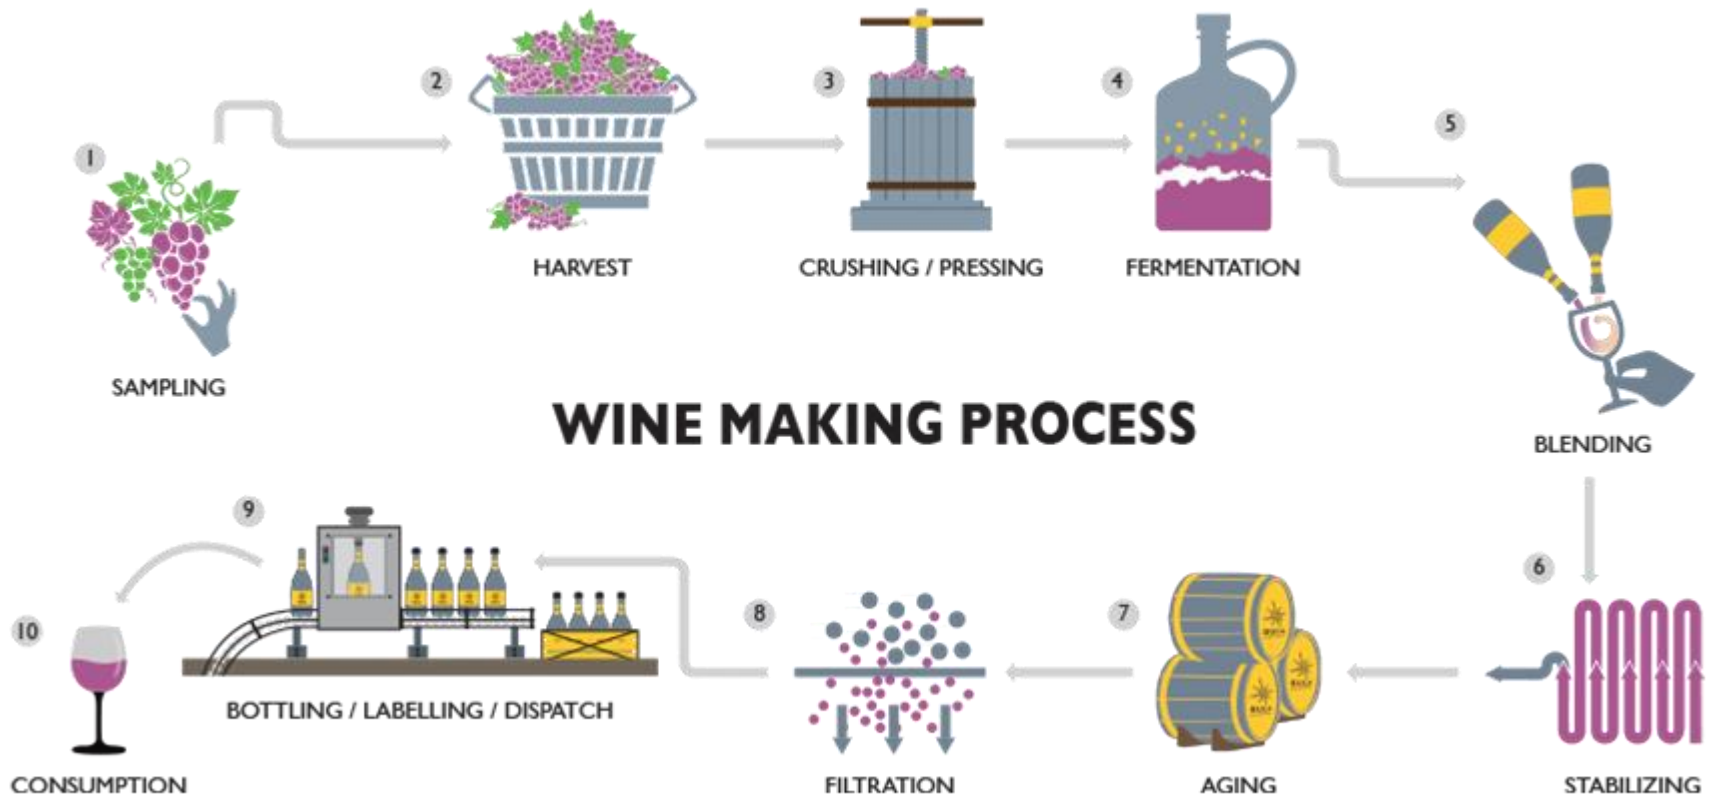 1
SAMPLING
2
HARVEST
3
CRUSHING / PRESSING
4
FERMENTATION
5
BLENDING
WINE MAKING PROCESS
6
STABILIZING
7
AGING
8
FILTRATION
9
BOTTLING / LABELLING / DISPATCH
10
CONSUMPTION